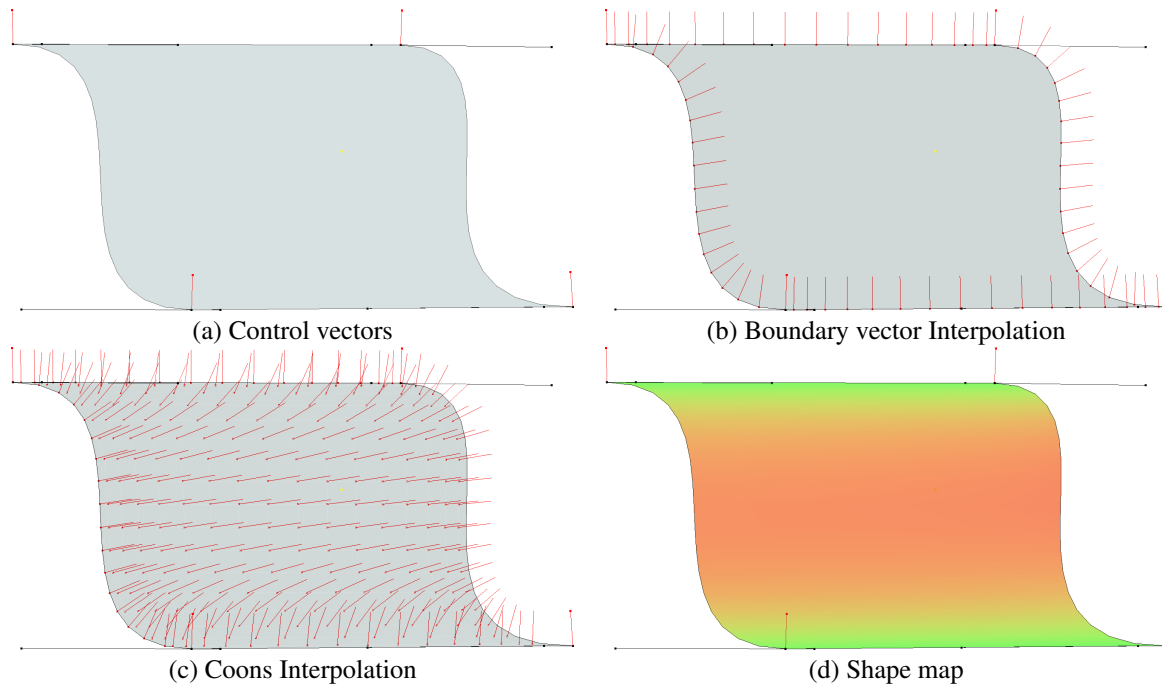 (a) Control vectors
(b) Boundary vector Interpolation
(c) Coons Interpolation
(d) Shape map